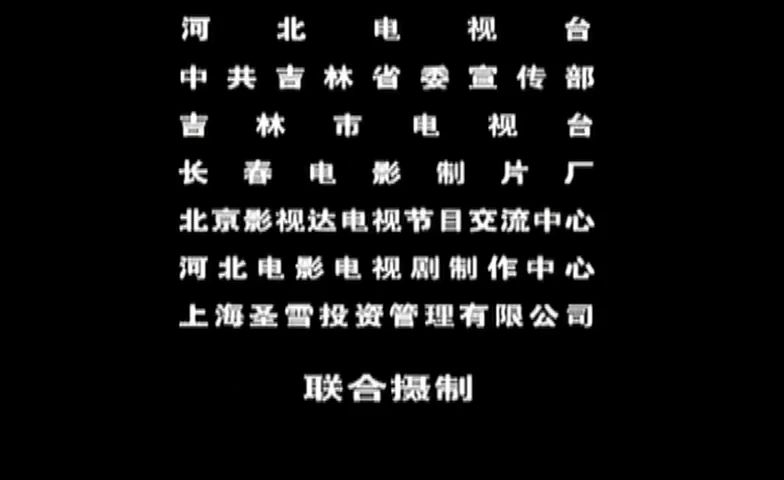 河北电视台
中共吉林省委宣传部
吉林市电视台
长春电影制片厂
北京影视达电视节目交流中心
河北电影电视剧制作中心
上海圣雪投资管理有限公司
联合摄制